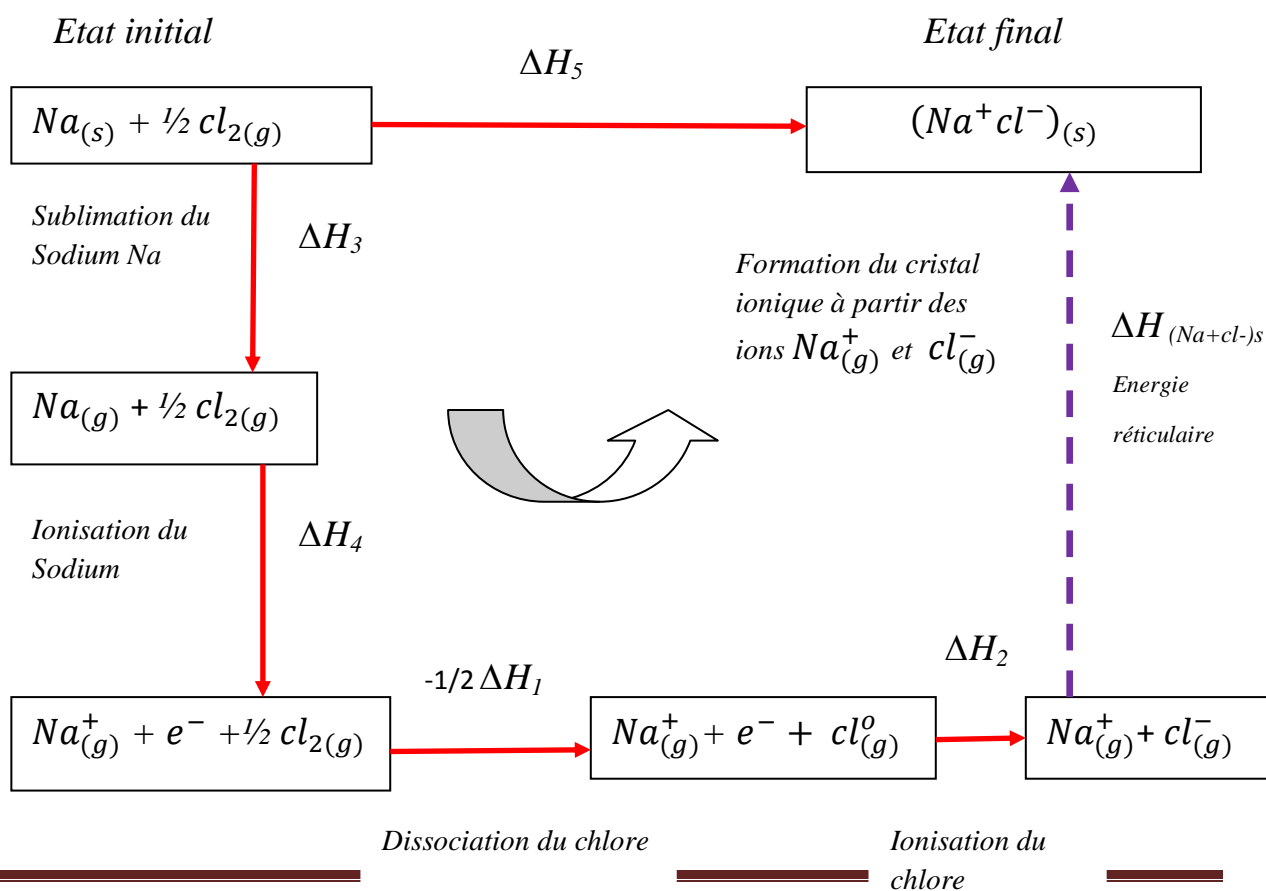 Etat initial
Etat final
ΔH₅
Na(s) + ½ cl₂(g)
(Na⁺cl⁻)(s)
Sublimation du
Sodium Na
ΔH₃
Formation du cristal
ionique à partir des
ions Na⁺(g) et cl⁻(g)
ΔH (Na+cl-)s
Energie
réticulaire
Na(g) + ½ cl₂(g)
Ionisation du
Sodium
ΔH₄
-1/2 ΔH₁
ΔH₂
Na⁺(g) + e⁻ +½ cl₂(g)
Na⁺(g) + e⁻ + cl°(g)
Na⁺(g) + cl⁻(g)
Dissociation du chlore
Ionisation du
chlore